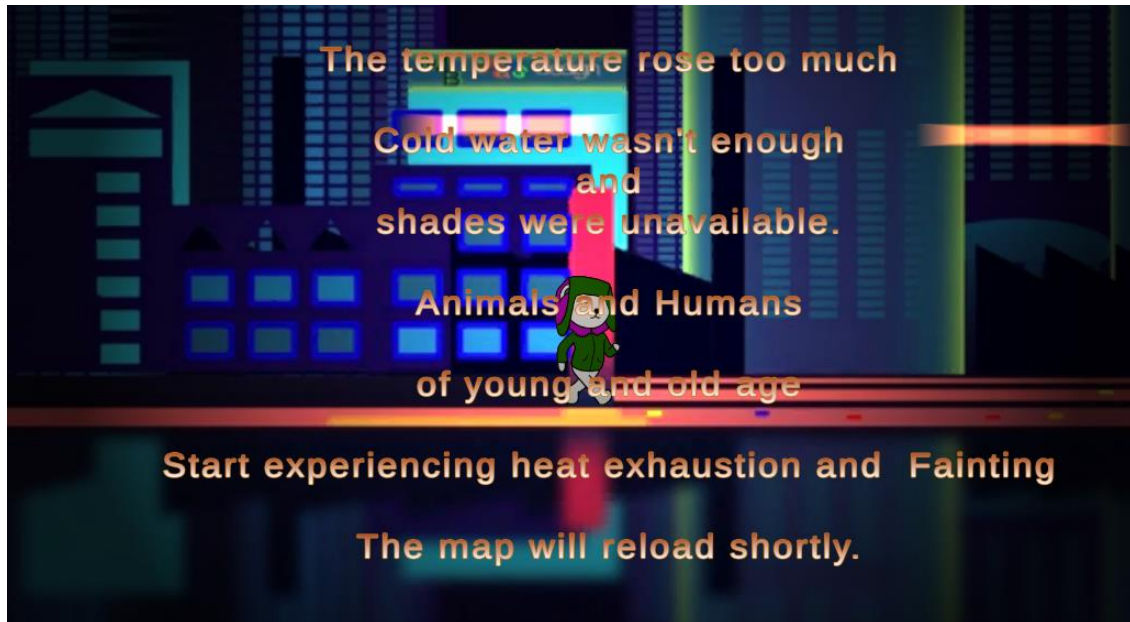 The temperature rose too much
Cold water wasn't enough
and
shades were unavailable.
Animals and Humans
of young and old age
Start experiencing heat exhaustion and  Fainting
The map will reload shortly.